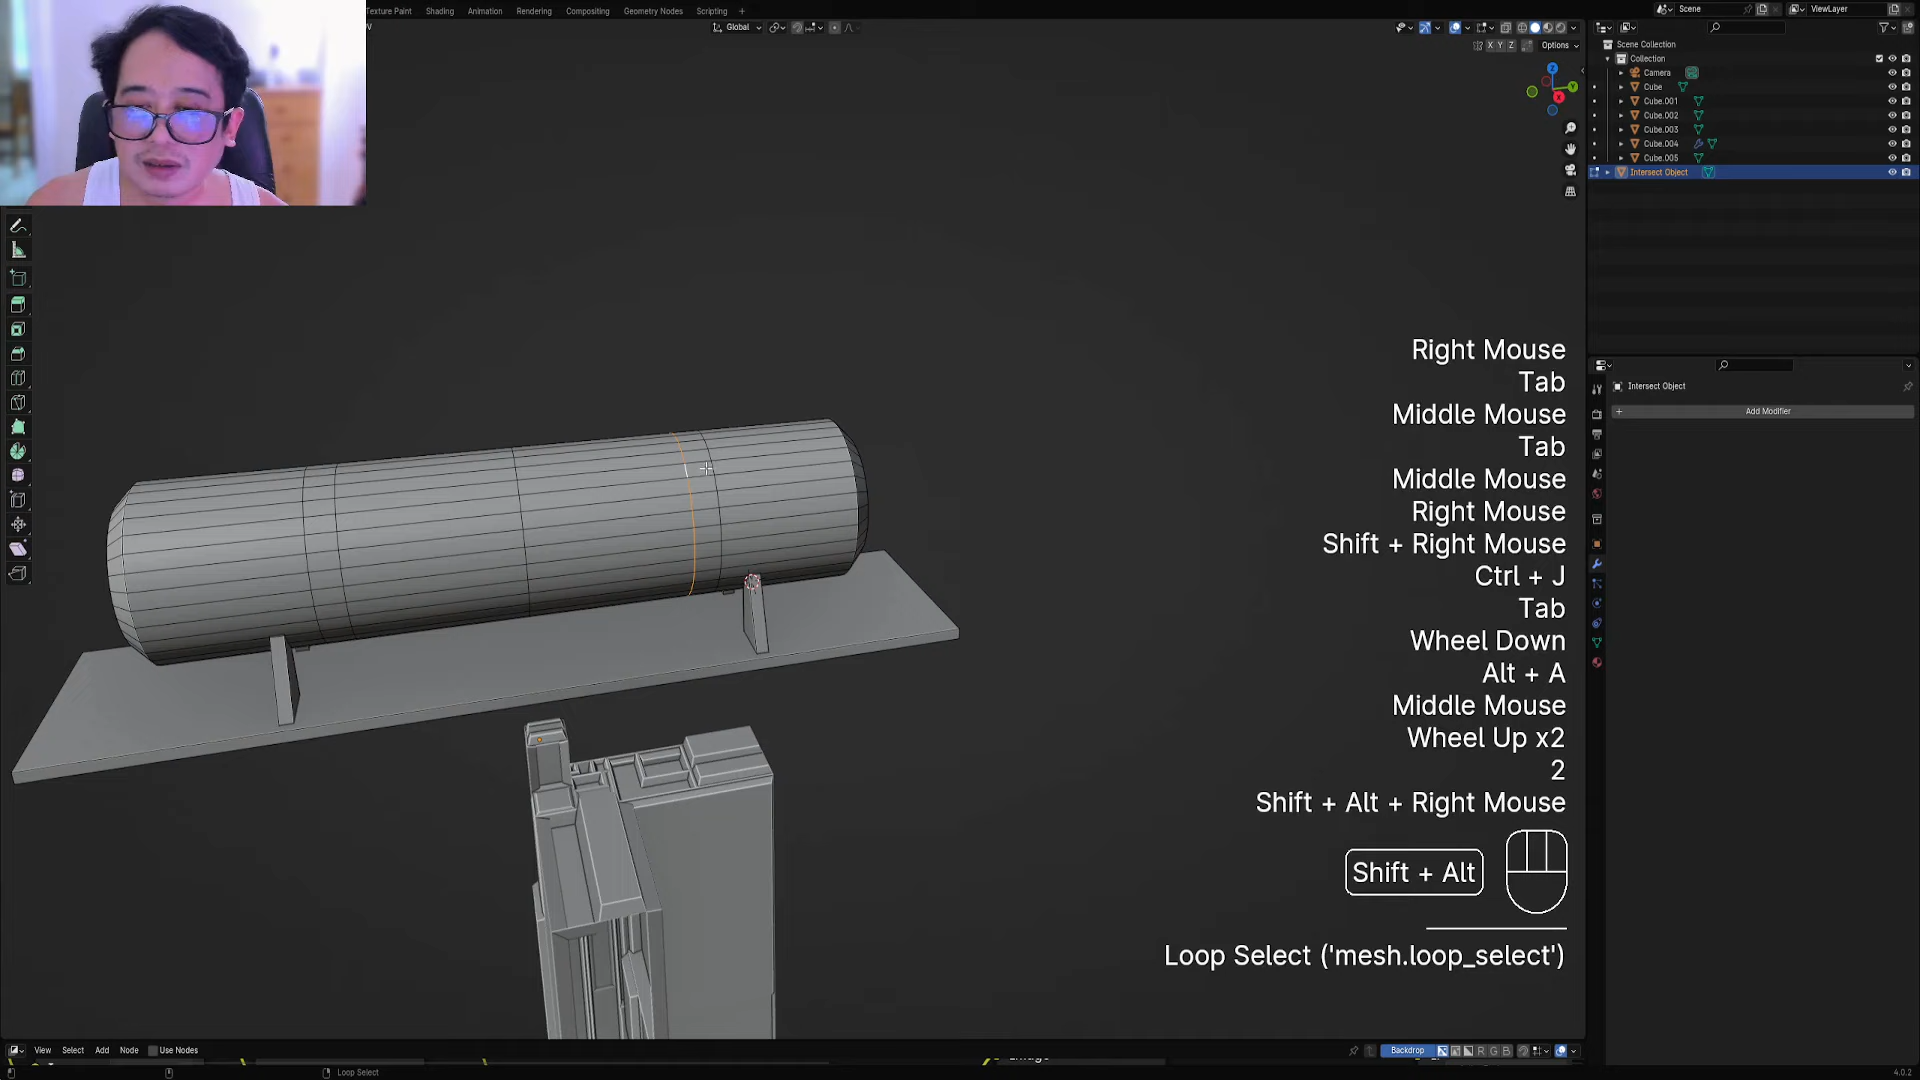 Texture Paint
Shading
Animation
Rendering
Compositing
Geometry Nodes
Scripting
+
Scene
ViewLayer
Global
X Y Z
Options
Z
Y
X
Scene Collection
Collection
Camera
Cube
Cube.001
Cube.002
Cube.003
Cube.004
Cube.005
Intersect Object
Intersect Object
+ Add Modifier
Right Mouse
Tab
Middle Mouse
Tab
Middle Mouse
Right Mouse
Shift + Right Mouse
Ctrl + J
Tab
Wheel Down
Alt + A
Middle Mouse
Wheel Up x2
2
Shift + Alt + Right Mouse
Shift + Alt
Loop Select ('mesh.loop_select')
View
Select
Add
Node
Use Nodes
Backdrop
R G B
Loop Select
4.0.2